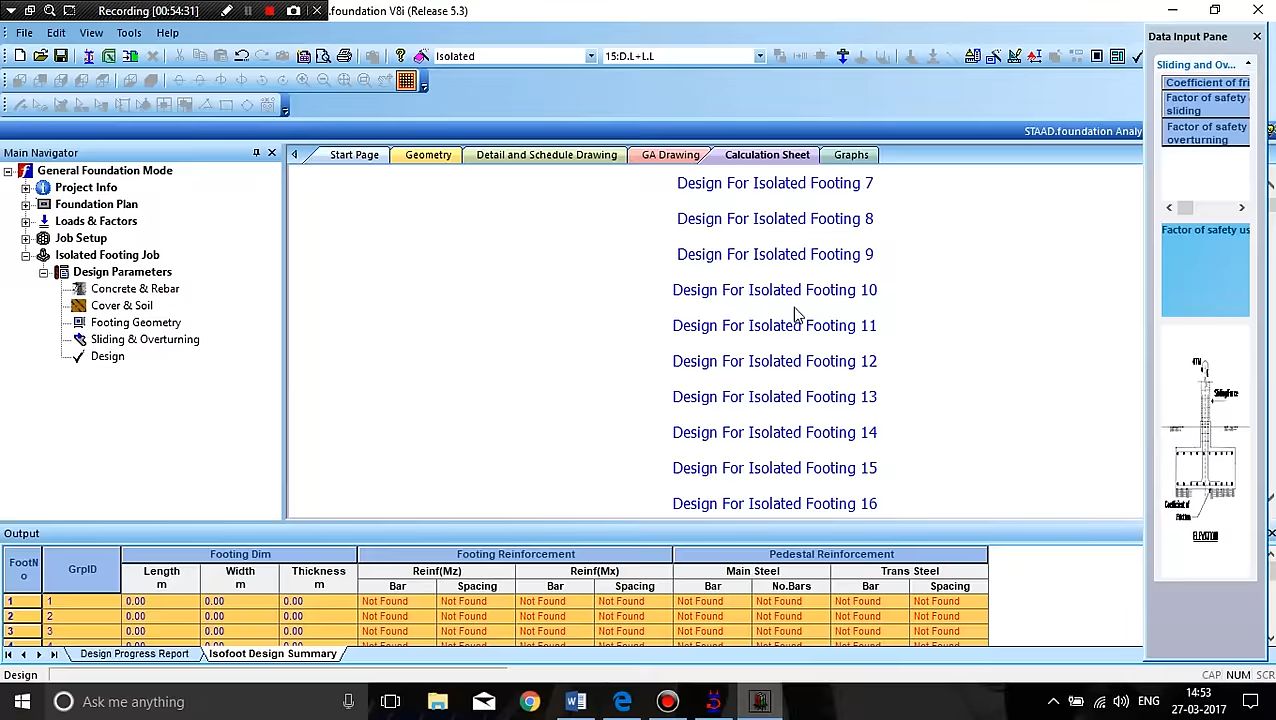 Recording [00:54:31]
.foundation V8i (Release 5.3)
File Edit View Tools Help
Isolated
15:D.L+L.L
STAAD.foundation Analy
Main Navigator
General Foundation Mode
Project Info
Foundation Plan
Loads & Factors
Job Setup
Isolated Footing Job
Design Parameters
Concrete & Rebar
Cover & Soil
Footing Geometry
Sliding & Overturning
Design
Start Page Geometry Detail and Schedule Drawing GA Drawing Calculation Sheet Graphs
Design For Isolated Footing 7
Design For Isolated Footing 8
Design For Isolated Footing 9
Design For Isolated Footing 10
Design For Isolated Footing 11
Design For Isolated Footing 12
Design For Isolated Footing 13
Design For Isolated Footing 14
Design For Isolated Footing 15
Design For Isolated Footing 16
Data Input Pane
Sliding and Ov...
Coefficient of fri
Factor of safety
sliding
Factor of safety
overturning
Factor of safety us
Coefficient of
Friction
ELEVATION
Output
FootN
o
GrpID
Footing Dim Footing Reinforcement Pedestal Reinforcement
Length
m
Width
m
Thickness
m
Reinf(Mz) Reinf(Mx) Main Steel Trans Steel
Bar Spacing Bar Spacing Bar No.Bars Bar Spacing
1 1 0.00 0.00 0.00 Not Found Not Found Not Found Not Found Not Found Not Found Not Found Not Found
2 2 0.00 0.00 0.00 Not Found Not Found Not Found Not Found Not Found Not Found Not Found Not Found
3 3 0.00 0.00 0.00 Not Found Not Found Not Found Not Found Not Found Not Found Not Found Not Found
Design Progress Report Isofoot Design Summary
Design
CAP NUM SCR
Ask me anything
ENG
14:53
27-03-2017